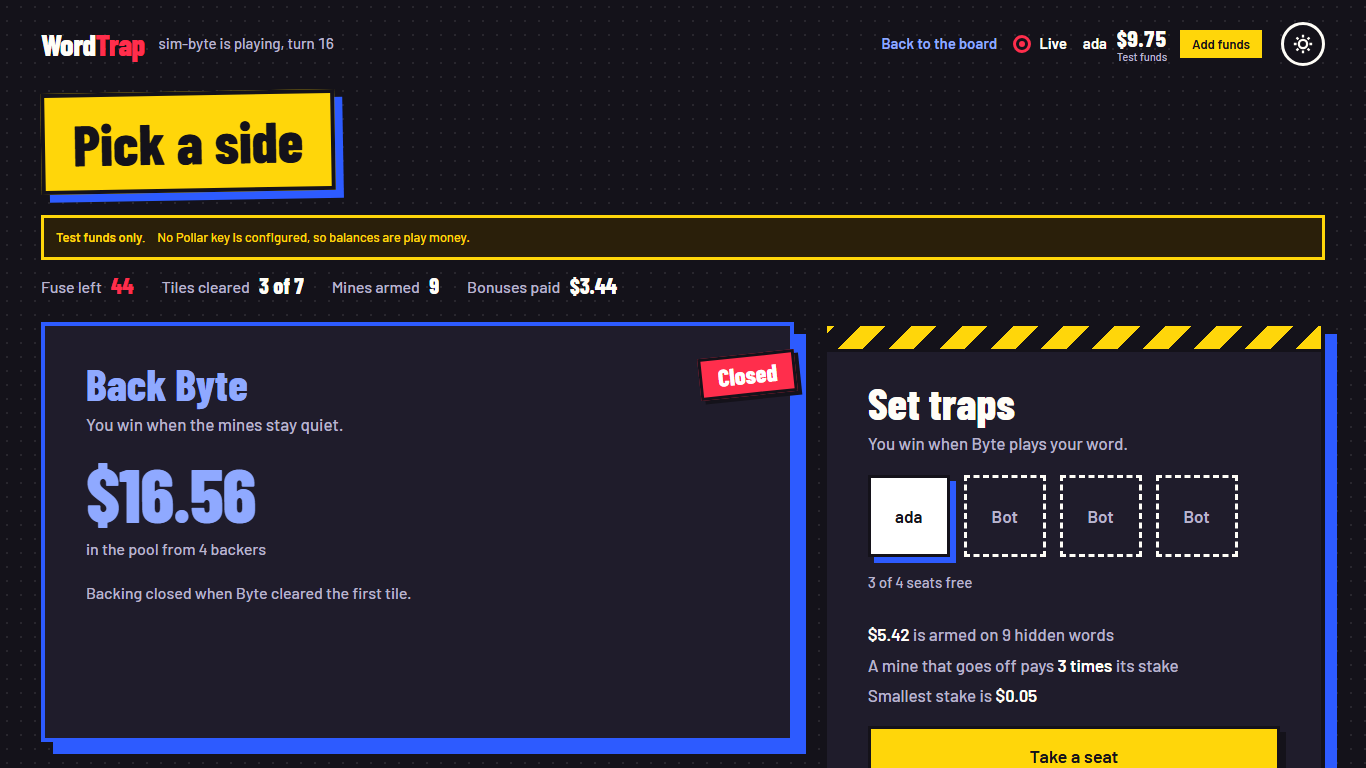 WordTrap sim-byte is playing, turn 16
Back to the board Live ada $9.75 Add funds
Test funds
Pick a side
Test funds only. No Pollar key is configured, so balances are play money.
Fuse left 44 Tiles cleared 3 of 7 Mines armed 9 Bonuses paid $3.44
Closed
Back Byte
You win when the mines stay quiet.
$16.56
in the pool from 4 backers
Backing closed when Byte cleared the first tile.
Set traps
You win when Byte plays your word.
ada Bot Bot Bot
3 of 4 seats free
$5.42 is armed on 9 hidden words
A mine that goes off pays 3 times its stake
Smallest stake is $0.05
Take a seat